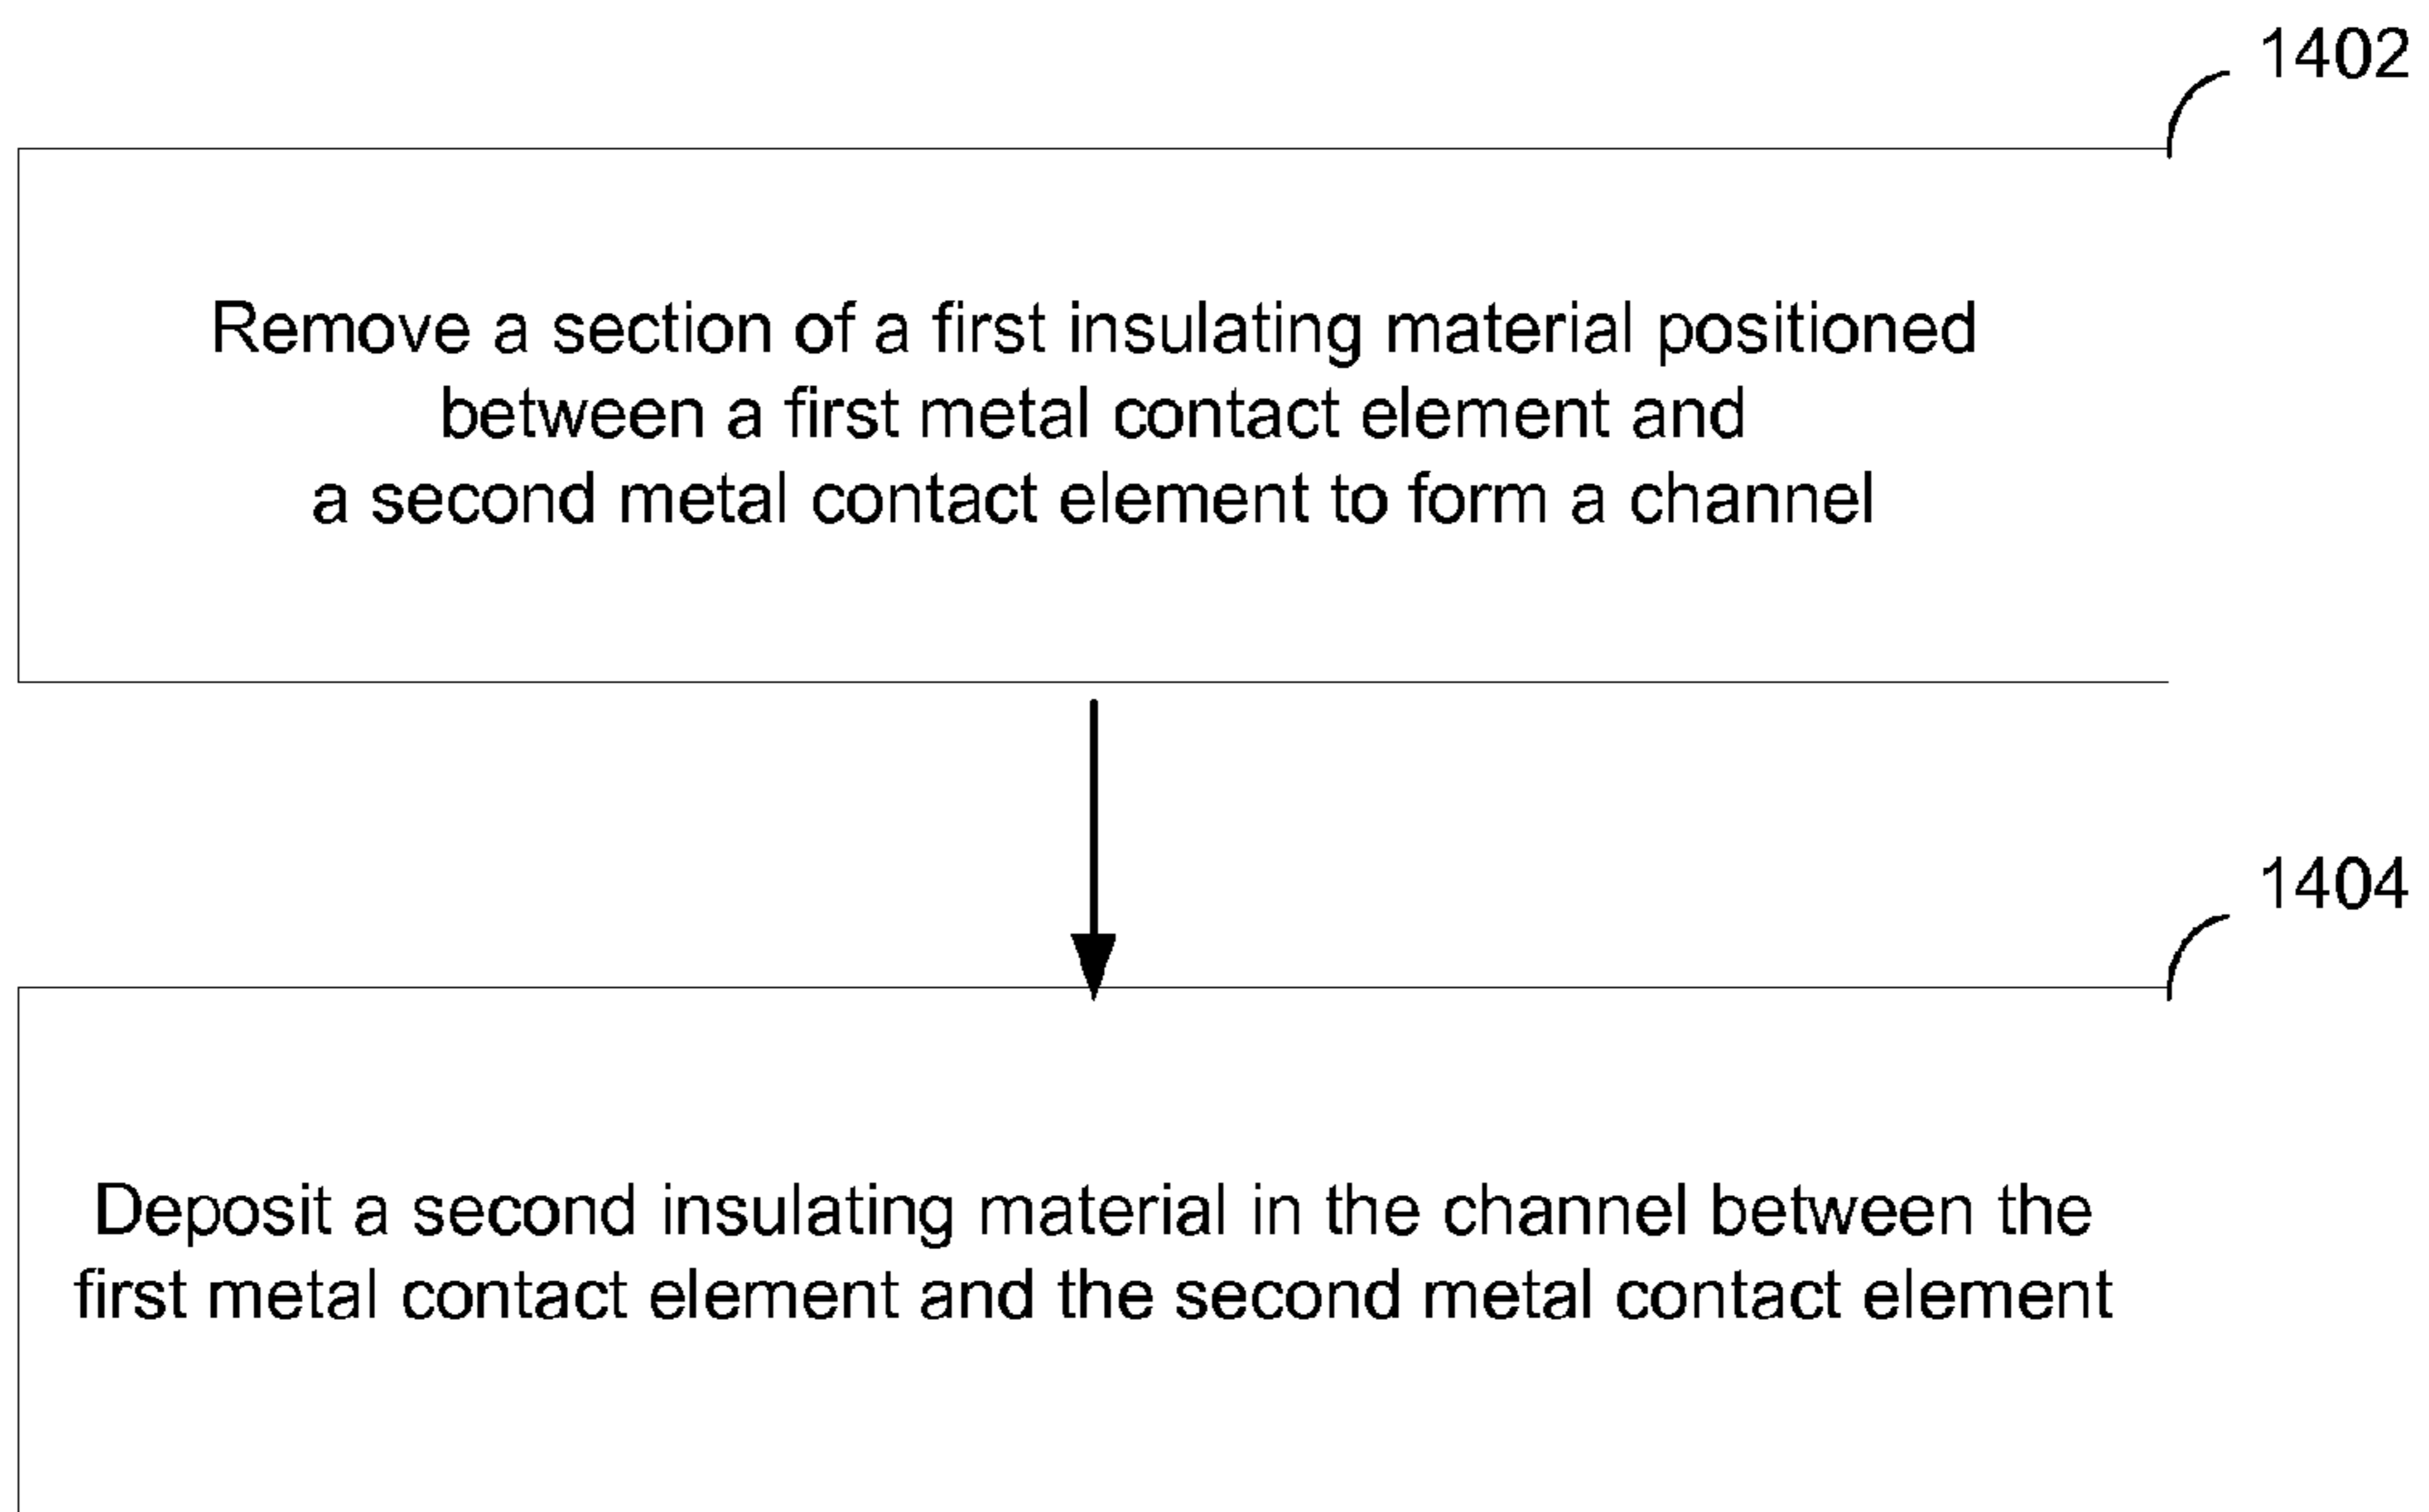 1402
Remove a section of a first insulating material positioned
between a first metal contact element and
a second metal contact element to form a channel
1404
Deposit a second insulating material in the channel between the
first metal contact element and the second metal contact element